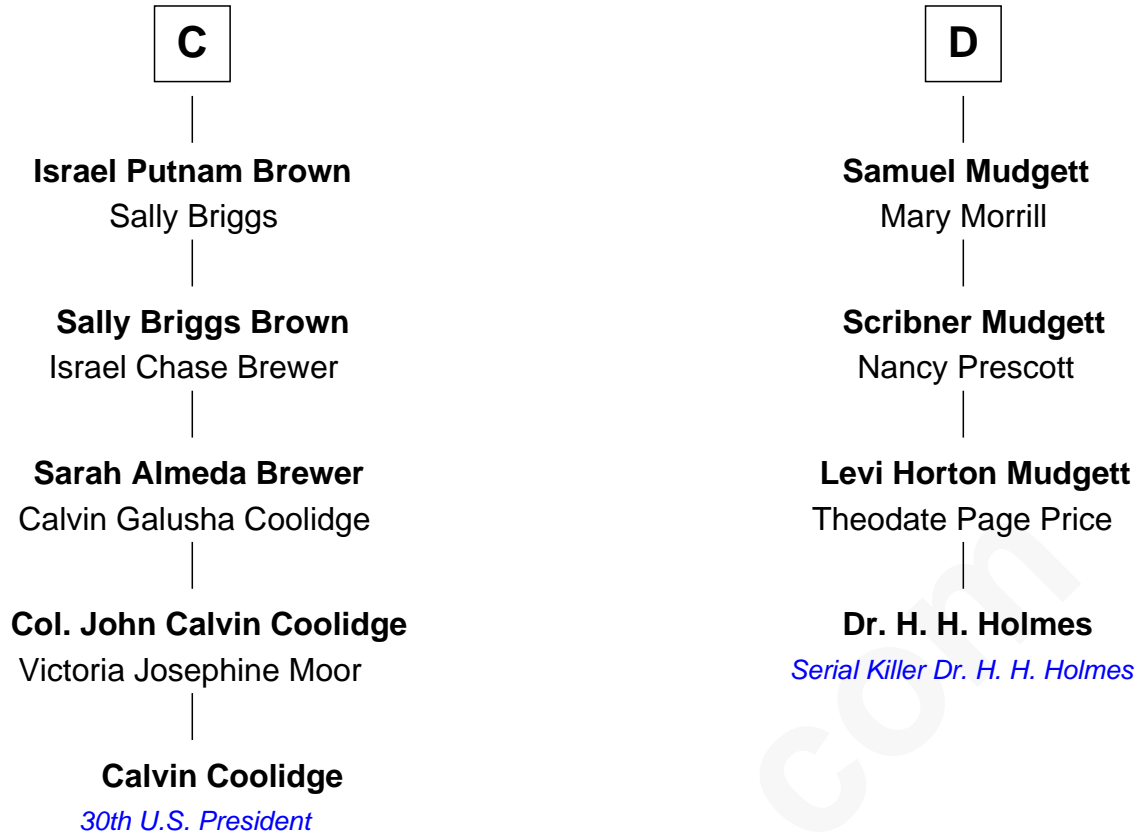 C
Israel Putnam Brown
Sally Briggs
Sally Briggs Brown
Israel Chase Brewer
Sarah Almeda Brewer
Calvin Galusha Coolidge
Col. John Calvin Coolidge
Victoria Josephine Moor
Calvin Coolidge
30th U.S. President
D
Samuel Mudgett
Mary Morrill
Scribner Mudgett
Nancy Prescott
Levi Horton Mudgett
Theodate Page Price
Dr. H. H. Holmes
Serial Killer Dr. H. H. Holmes
com